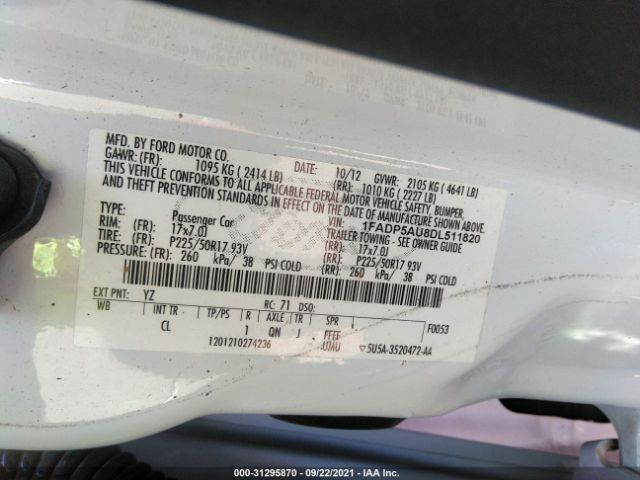 MFD. BY FORD MOTOR CO.
DATE: 10/12 GVWR: 2105 KG ( 4641 LB)
GAWR: (FR): 1095 KG ( 2414 LB) (RR): 1010 KG ( 2227 LB)
THIS VEHICLE CONFORMS TO ALL APPLICABLE FEDERAL MOTOR VEHICLE SAFETY, BUMPER,
AND THEFT PREVENTION STANDARDS IN EFFECT ON THE DATE OF MANUFACTURE SHOWN ABOVE.
VIN: 1FADP5AU8DL511820
TYPE: Passenger Car TRAILER TOWING - SEE OWNER GUIDE
RIM: (FR): 17x7.0J (RR): 17x7.0J
TIRE: (FR): P225/50R17 93V (RR): P225/50R17 93V
PRESSURE: (FR): 260 kPa/ 38 PSI COLD (RR): 260 kPa/ 38 PSI COLD
EXT PNT: YZ RC: 71 DSO:
WB INT TR TP/PS R AXLE TR SPR F0053
CL 1 QN J FFFF
1201210274236 UMU 5U5A-3520472-AA
000-31295870 - 09/22/2021 - IAA Inc.